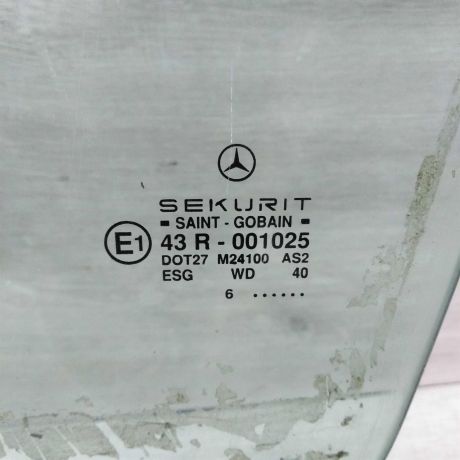 SEKURIT
SAINT - GOBAIN
E1 43 R - 001025
DOT27 M24100 AS2
ESG WD 40
6 ......